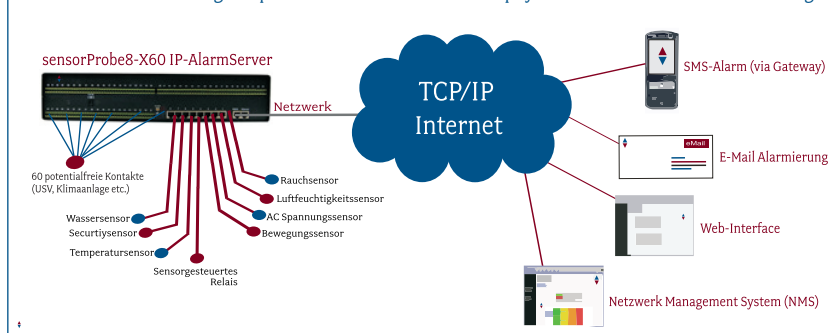 sensorProbe8-X60 IP-AlarmServer
Netzwerk
TCP/IP
Internet
SMS-Alarm (via Gateway)
eMail
E-Mail Alarmierung
Web-Interface
Netzwerk Management System (NMS)
60 potentialfreie Kontakte
(USV, Klimaanlage etc.)
Rauchsensor
Luftfeuchtigkeitssensor
AC Spannungssensor
Bewegungssensor
Wassersensor
Securtiysensor
Temperatursensor
Sensorgesteuertes
Relais